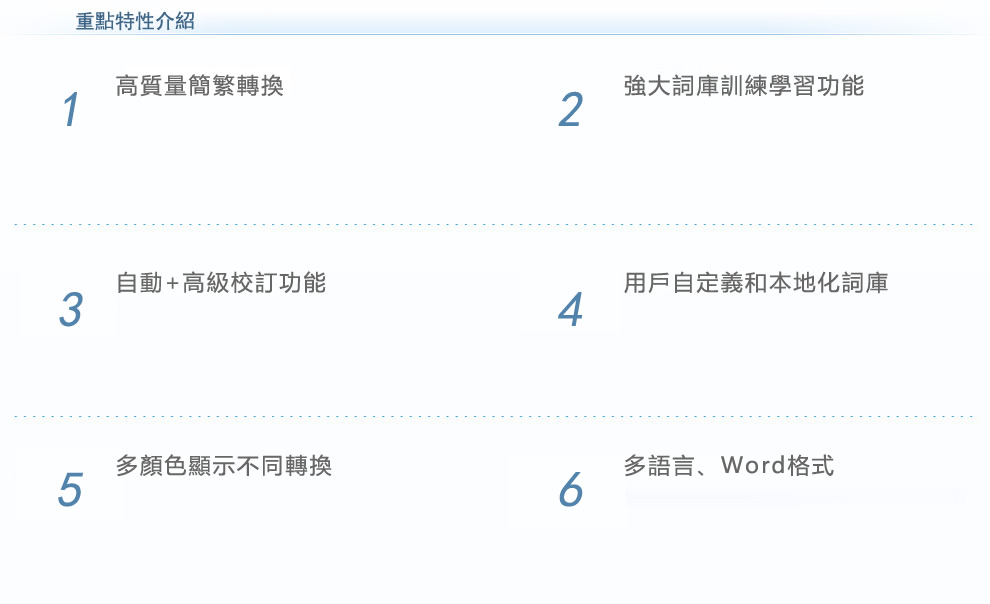 重點特性介紹
1
高質量簡繁轉換
2
強大詞庫訓練學習功能
3
自動+高級校訂功能
4
用戶自定義和本地化詞庫
5
多顏色顯示不同轉換
6
多語言、Word格式